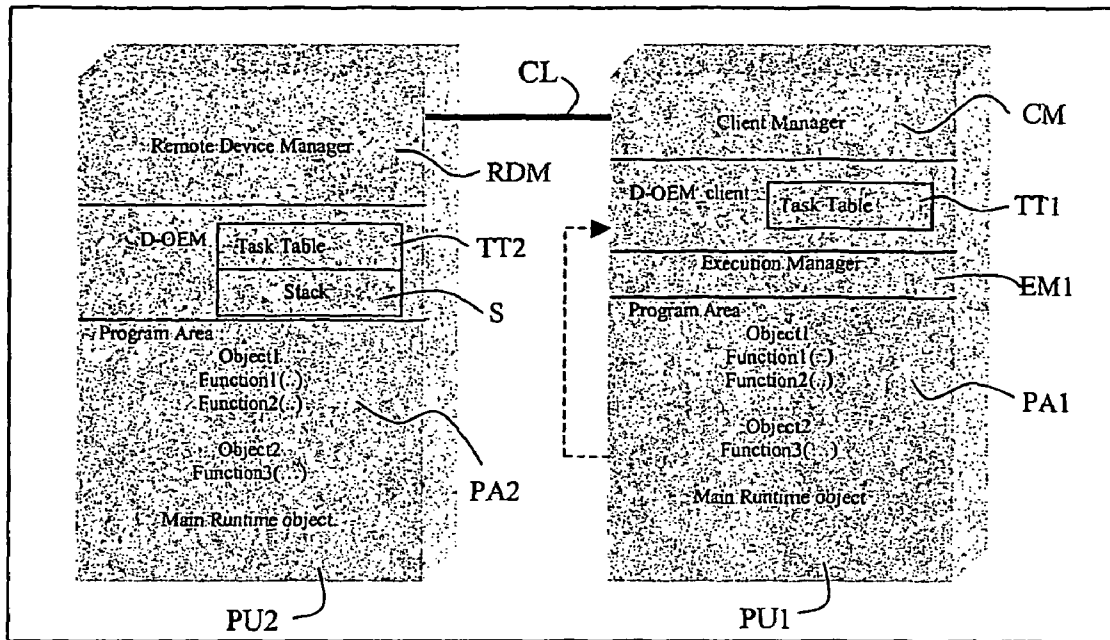 CL
Remote Device Manager
RDM
D-OEM
Task Table
TT2
Stack
S
Program Area
Object1
Function1(..)
Function2(..)
Object2
Function3(...)
PA2
Main Runtime object
PU2
Client Manager
CM
D-OEM client
Task Table
TT1
Execution Manager
EM1
Program Area
Object1
Function1(..)
Function2(..)
PA1
Object2
Function3(...)
Main Runtime object
PU1